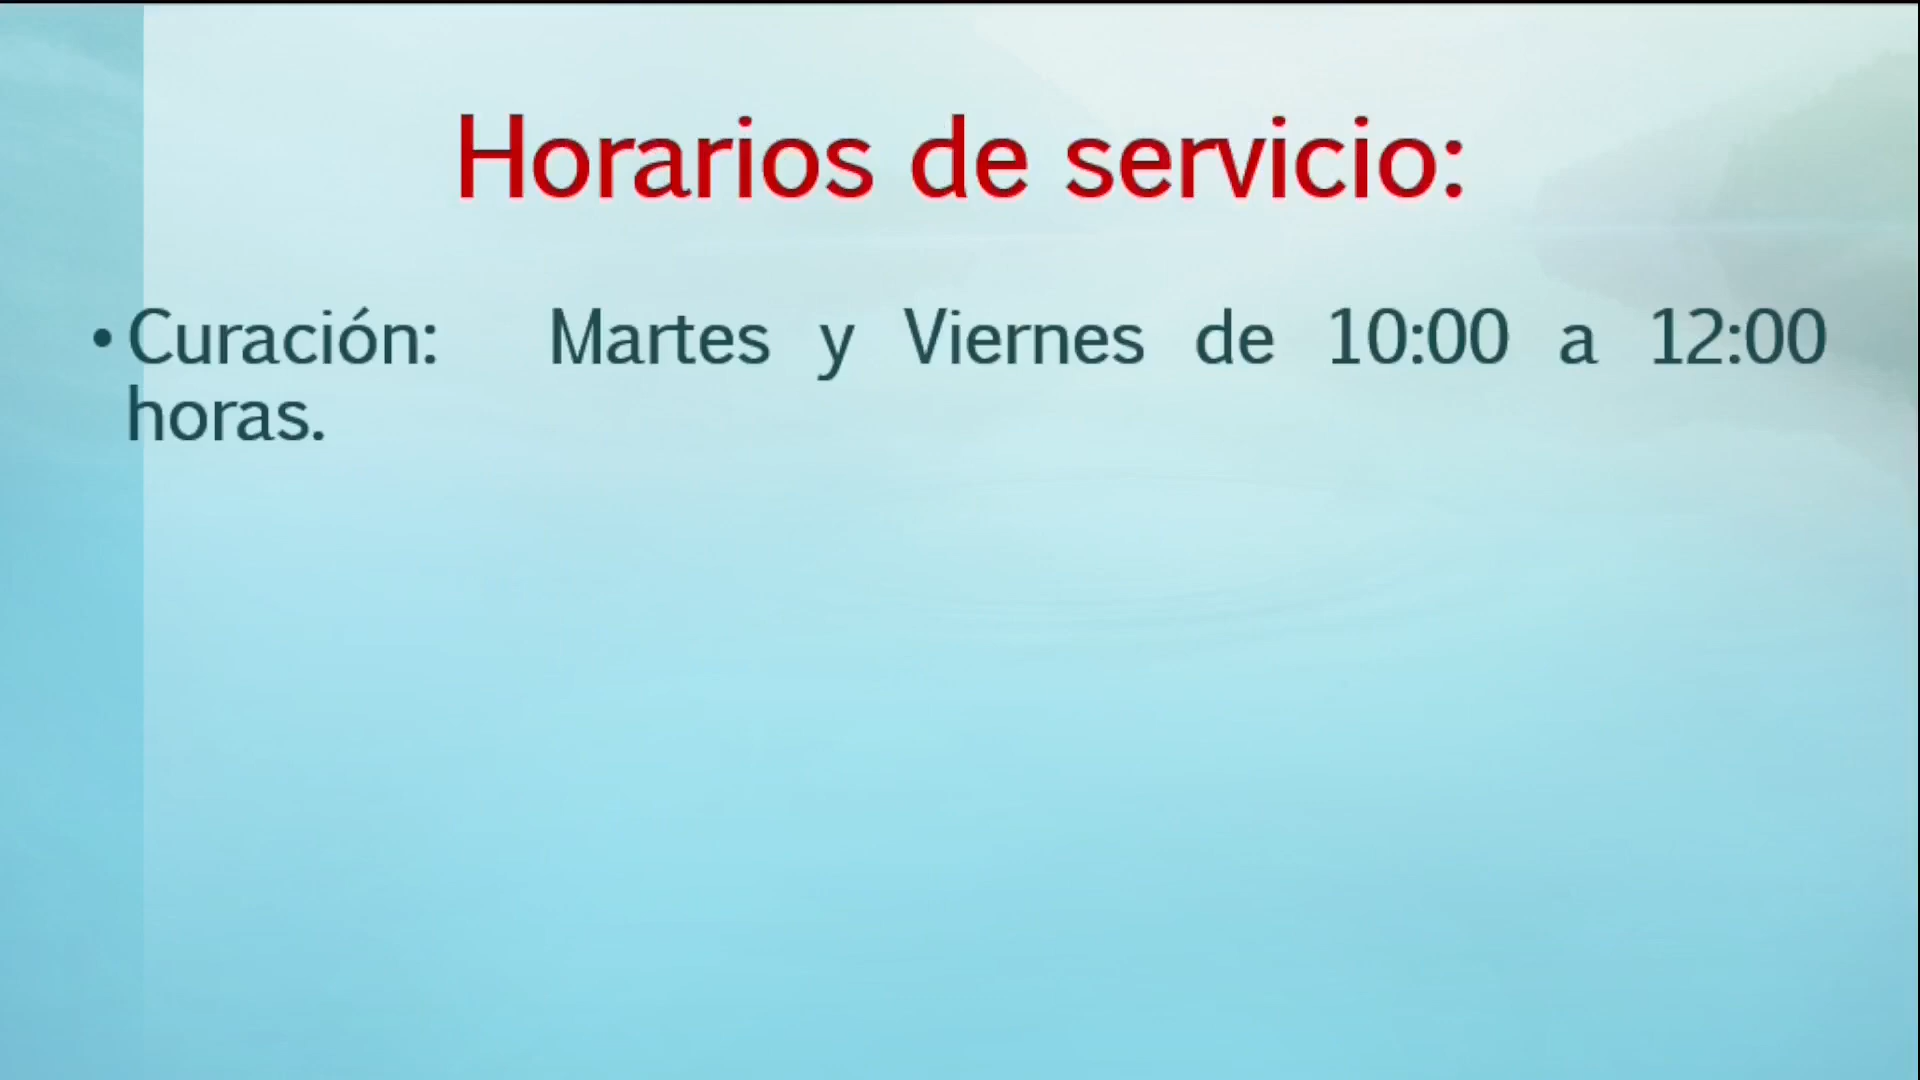 Horarios de servicio:
• Curación: Martes y Viernes de 10:00 a 12:00
horas.